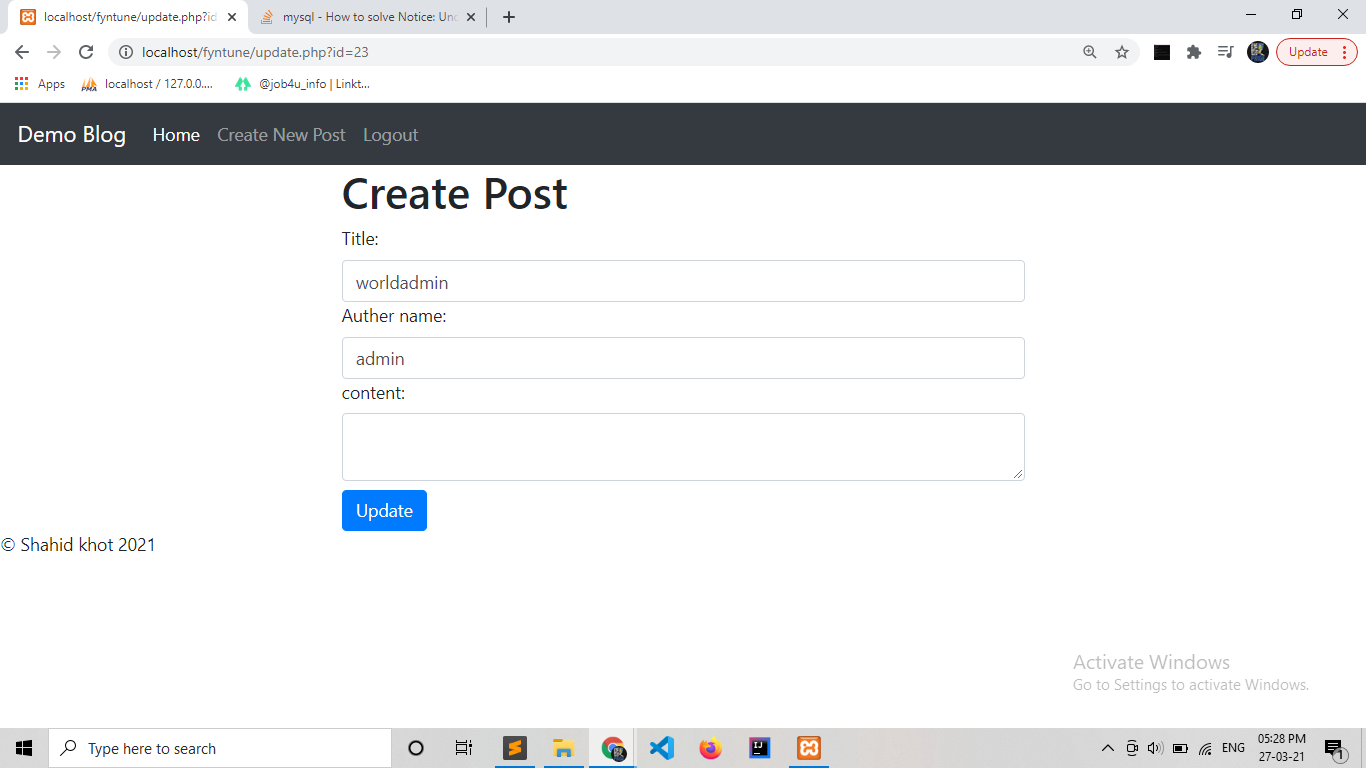 localhost/fyntune/update.php?id
mysql - How to solve Notice: Und
localhost/fyntune/update.php?id=23
Update
Apps
localhost / 127.0.0....
@job4u_info | Linkt...
Demo Blog Home Create New Post Logout
Create Post
Title:
worldadmin
Auther name:
admin
content:
Update
© Shahid khot 2021
Activate Windows
Go to Settings to activate Windows.
Type here to search
ENG
05:28 PM
27-03-21
1